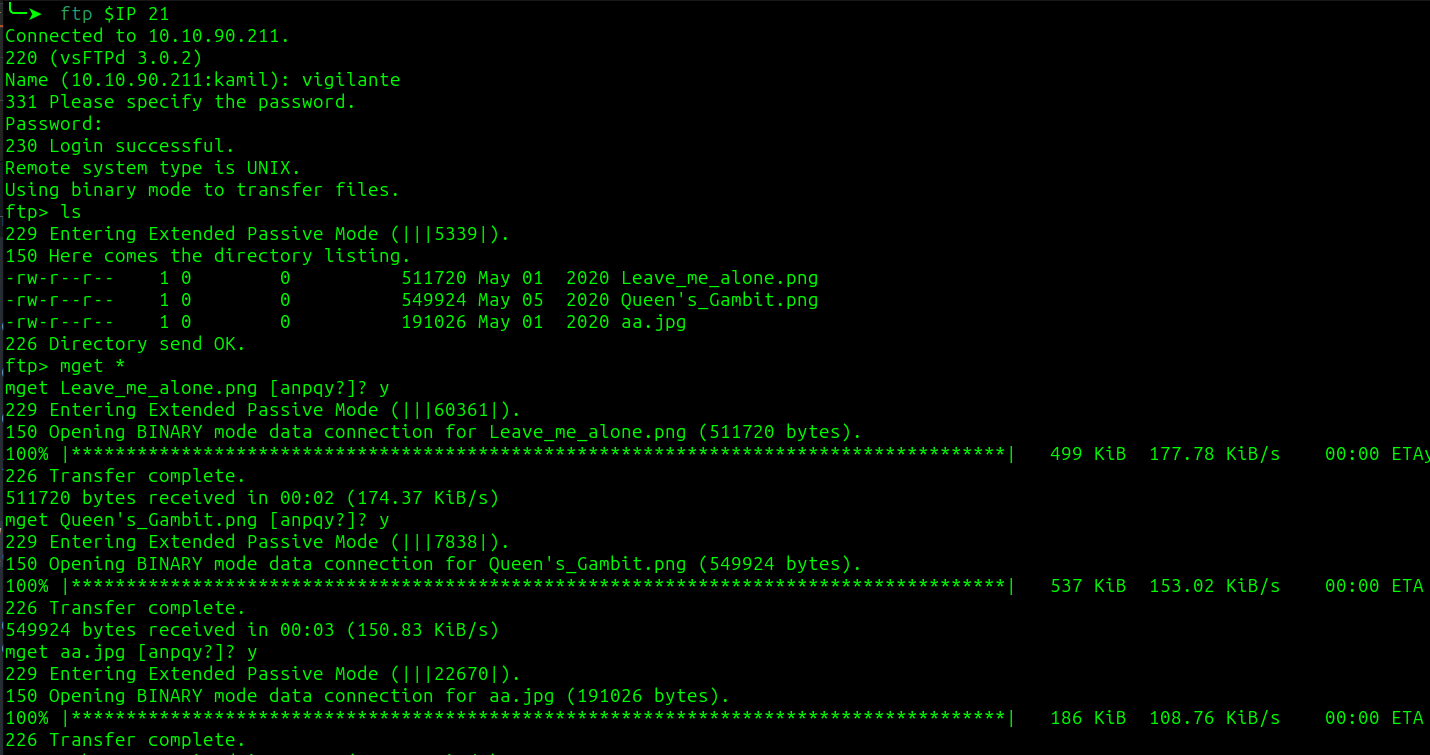 ftp $IP 21
Connected to 10.10.90.211.
220 (vsFTPd 3.0.2)
Name (10.10.90.211:kamil): vigilante
331 Please specify the password.
Password:
230 Login successful.
Remote system type is UNIX.
Using binary mode to transfer files.
ftp> ls
229 Entering Extended Passive Mode (|||5339|).
150 Here comes the directory listing.
-rw-r--r--    1 0        0          511720 May 01  2020 Leave_me_alone.png
-rw-r--r--    1 0        0          549924 May 05  2020 Queen's_Gambit.png
-rw-r--r--    1 0        0          191026 May 01  2020 aa.jpg
226 Directory send OK.
ftp> mget *
mget Leave_me_alone.png [anpqy?]? y
229 Entering Extended Passive Mode (|||60361|).
150 Opening BINARY mode data connection for Leave_me_alone.png (511720 bytes).
100% |*************************************************************************************|   499 KiB  177.78 KiB/s    00:00 ETAy
226 Transfer complete.
511720 bytes received in 00:02 (174.37 KiB/s)
mget Queen's_Gambit.png [anpqy?]? y
229 Entering Extended Passive Mode (|||7838|).
150 Opening BINARY mode data connection for Queen's_Gambit.png (549924 bytes).
100% |*************************************************************************************|   537 KiB  153.02 KiB/s    00:00 ETA
226 Transfer complete.
549924 bytes received in 00:03 (150.83 KiB/s)
mget aa.jpg [anpqy?]? y
229 Entering Extended Passive Mode (|||22670|).
150 Opening BINARY mode data connection for aa.jpg (191026 bytes).
100% |*************************************************************************************|   186 KiB  108.76 KiB/s    00:00 ETA
226 Transfer complete.